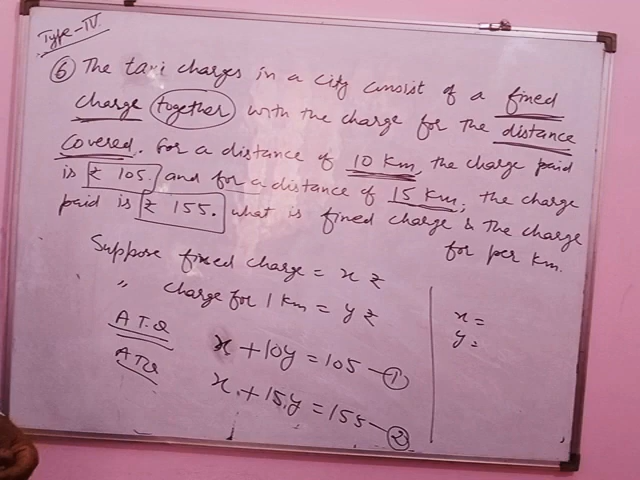 Type-IV.
⑥ The taxi charges in a city consist of a fixed
charge together with the charge for the distance
covered. For a distance of 10 Km, the charge paid
is ₹ 105. and for a distance of 15 Km, the charge
paid is ₹ 155. what is fixed charge & the charge
for per Km.
Suppose fixed charge = x ₹
" charge for 1 Km = y ₹
A.T.Q
x + 10y = 105 - ①
ATQ
x + 15y = 155 - ②
x =
y =